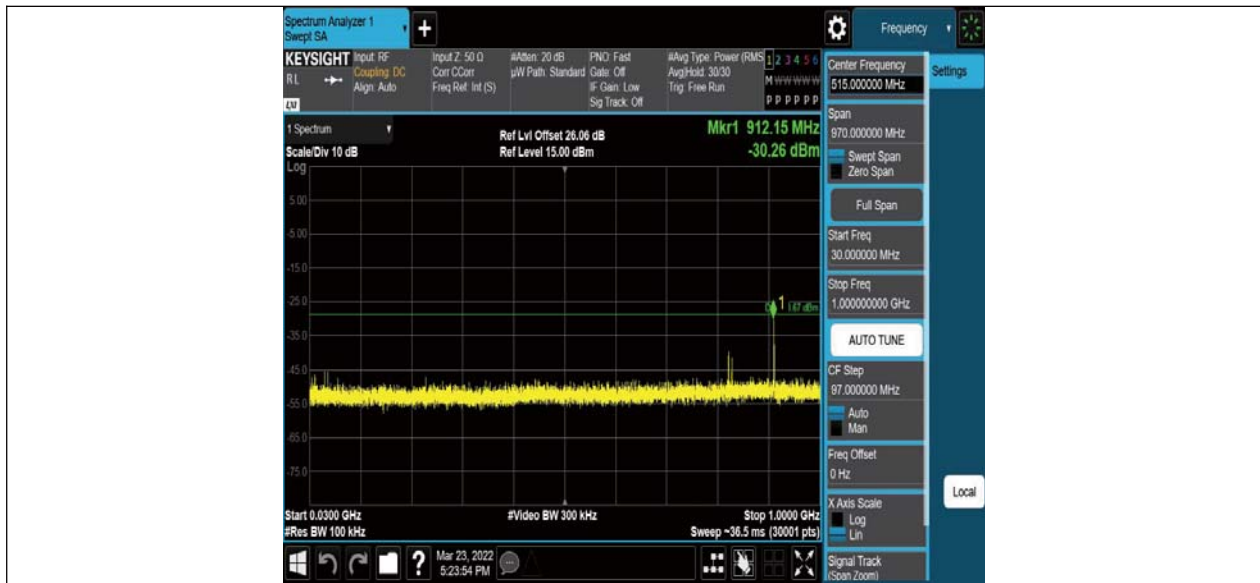 Spectrum Analyzer 1
Swept SA
+
Frequency
KEYSIGHT
RL
LXI
Input: RF
Coupling: DC
Align: Auto
Input Z: 50 Ω
Corr CCorr
Freq Ref: Int (S)
#Atten: 20 dB
µW Path: Standard
PNO: Fast
Gate: Off
IF Gain: Low
Sig Track: Off
#Avg Type: Power (RMS
Avg|Hold: 30/30
Trig: Free Run
1 2 3 4 5 6
M W W W W W
P P P P P P
1 Spectrum
Scale/Div 10 dB
Log
Ref Lvl Offset 26.06 dB
Ref Level 15.00 dBm
Mkr1 912.15 MHz
-30.26 dBm
5.00
-5.00
-15.0
-25.0
-35.0
-45.0
-55.0
-65.0
-75.0
1
Start 0.0300 GHz
#Res BW 100 kHz
#Video BW 300 kHz
Stop 1.0000 GHz
Sweep ~36.5 ms (30001 pts)
?
Mar 23, 2022
5:23:54 PM
Center Frequency
515.000000 MHz
Settings
Span
970.000000 MHz
Swept Span
Zero Span
Full Span
Start Freq
30.000000 MHz
Stop Freq
1.000000000 GHz
AUTO TUNE
CF Step
97.000000 MHz
Auto
Man
Freq Offset
0 Hz
X Axis Scale
Log
Lin
Signal Track
(Span Zoom)
Local